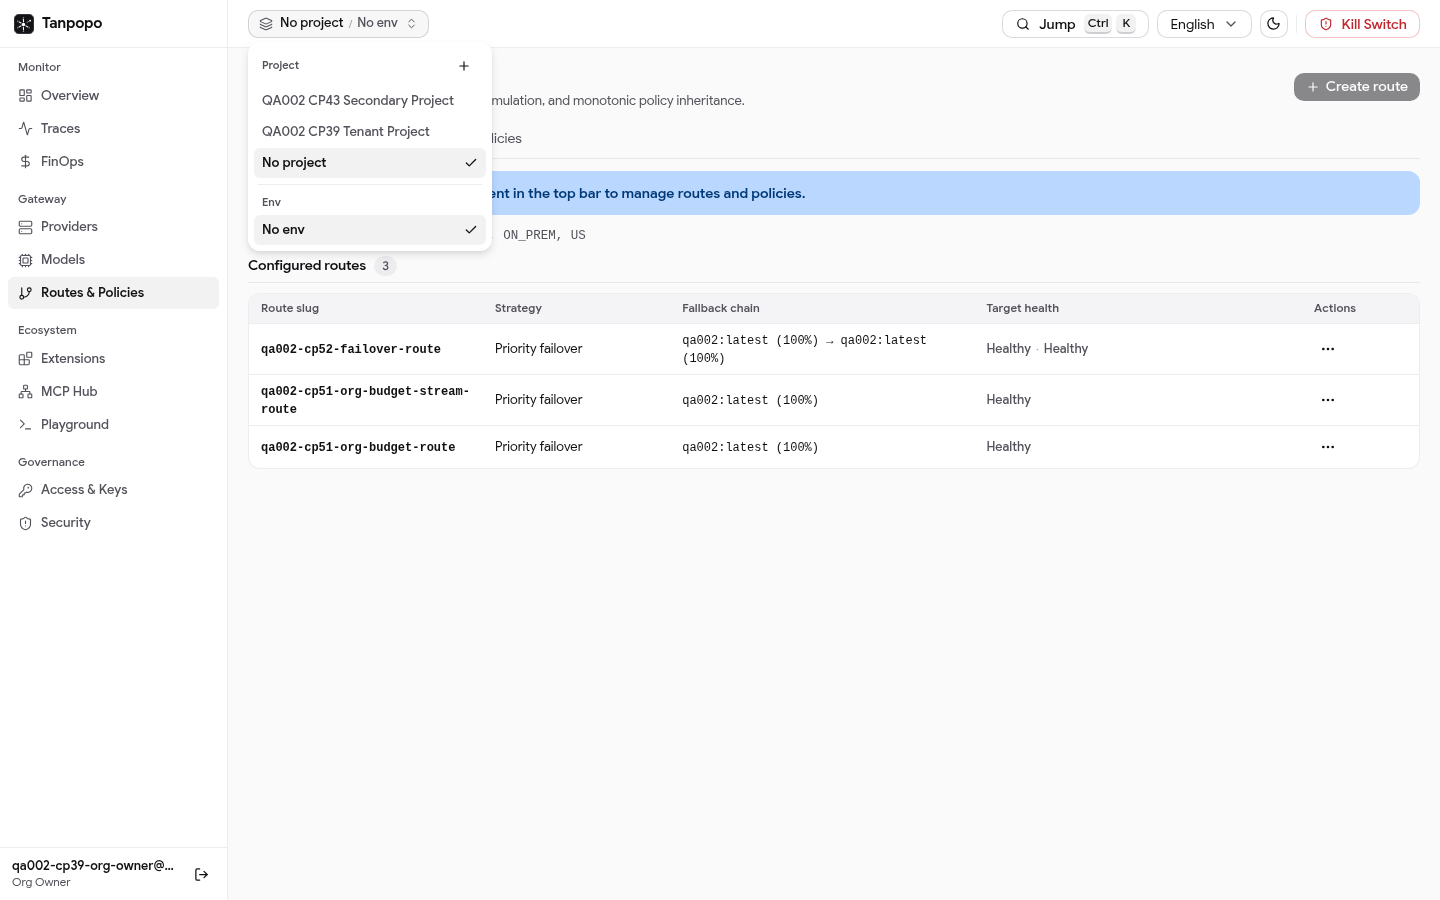 Tanpopo
No project / No env
Jump Ctrl K
English
Kill Switch
Monitor
Overview
Traces
FinOps
Gateway
Providers
Models
Routes & Policies
Ecosystem
Extensions
MCP Hub
Playground
Governance
Access & Keys
Security
qa002-cp39-org-owner@...
Org Owner
Project
QA002 CP43 Secondary Project
QA002 CP39 Tenant Project
No project
Env
No env
mulation, and monotonic policy inheritance.
Create route
licies
ent in the top bar to manage routes and policies.
ON_PREM, US
Configured routes 3
Route slug Strategy Fallback chain Target health Actions
qa002-cp52-failover-route Priority failover qa002:latest (100%) → qa002:latest
(100%) Healthy · Healthy
qa002-cp51-org-budget-stream-
route Priority failover qa002:latest (100%) Healthy
qa002-cp51-org-budget-route Priority failover qa002:latest (100%) Healthy